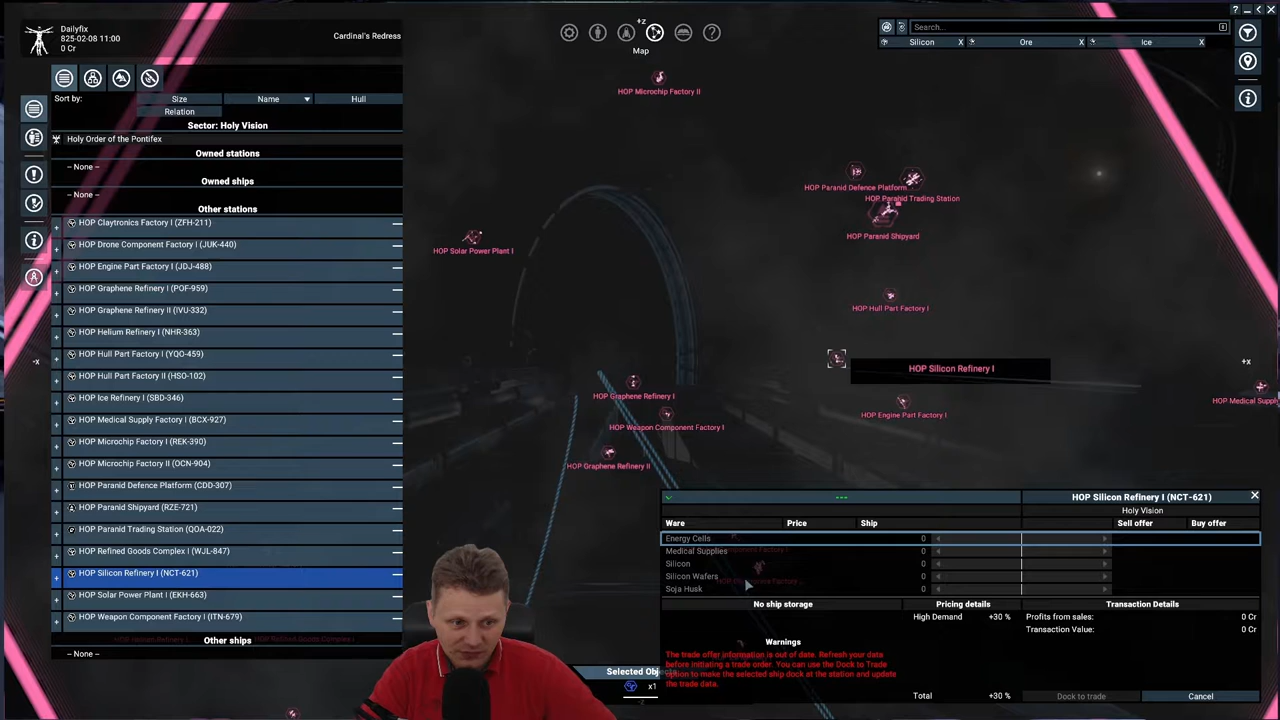 Dailyfix
825-02-08 11:00
0 Cr
Cardinal's Redress
+z
Map
Search...
Silicon X
Ore X
Ice X
Sort by:
Size
Name
Hull
Relation
Sector: Holy Vision
Holy Order of the Pontifex
Owned stations
-- None --
Owned ships
-- None --
Other stations
HOP Claytronics Factory I (ZFH-211)
HOP Drone Component Factory I (JUK-440)
HOP Engine Part Factory I (JDJ-488)
HOP Graphene Refinery I (POF-959)
HOP Graphene Refinery II (IVU-332)
HOP Helium Refinery I (NHR-363)
HOP Hull Part Factory I (YQO-459)
HOP Hull Part Factory II (HSO-102)
HOP Ice Refinery I (SBD-346)
HOP Medical Supply Factory I (BCX-927)
HOP Microchip Factory I (REK-390)
HOP Microchip Factory II (OCN-904)
HOP Paranid Defence Platform (CDD-307)
HOP Paranid Shipyard (RZE-721)
HOP Paranid Trading Station (QOA-022)
HOP Refined Goods Complex I (WJL-847)
HOP Silicon Refinery I (NCT-621)
HOP Solar Power Plant I (EKH-663)
HOP Weapon Component Factory I (ITN-679)
Other ships
-- None --
HOP Microchip Factory II
HOP Paranid Defence Platform
HOP Paranid Trading Station
HOP Paranid Shipyard
HOP Solar Power Plant I
HOP Hull Part Factory I
-x
+x
HOP Silicon Refinery I
HOP Graphene Refinery I
HOP Medical Supply
HOP Engine Part Factory I
HOP Weapon Component Factory I
HOP Graphene Refinery II
---
HOP Silicon Refinery I (NCT-621)
Holy Vision
Ware Price Ship Sell offer Buy offer
Energy Cells 0
Medical Supplies 0
Silicon 0
Silicon Wafers 0
Soja Husk 0
No ship storage
Pricing details
Transaction Details
High Demand +30 %
Profits from sales: 0 Cr
Transaction Value: 0 Cr
Warnings
The trade offer information is out of date. Refresh your data
before initiating a trade order. You can use the Dock to Trade
option to make the selected ship dock at the station and update
the trade data.
Selected Obje
x1
Total +30 %
Dock to trade
Cancel